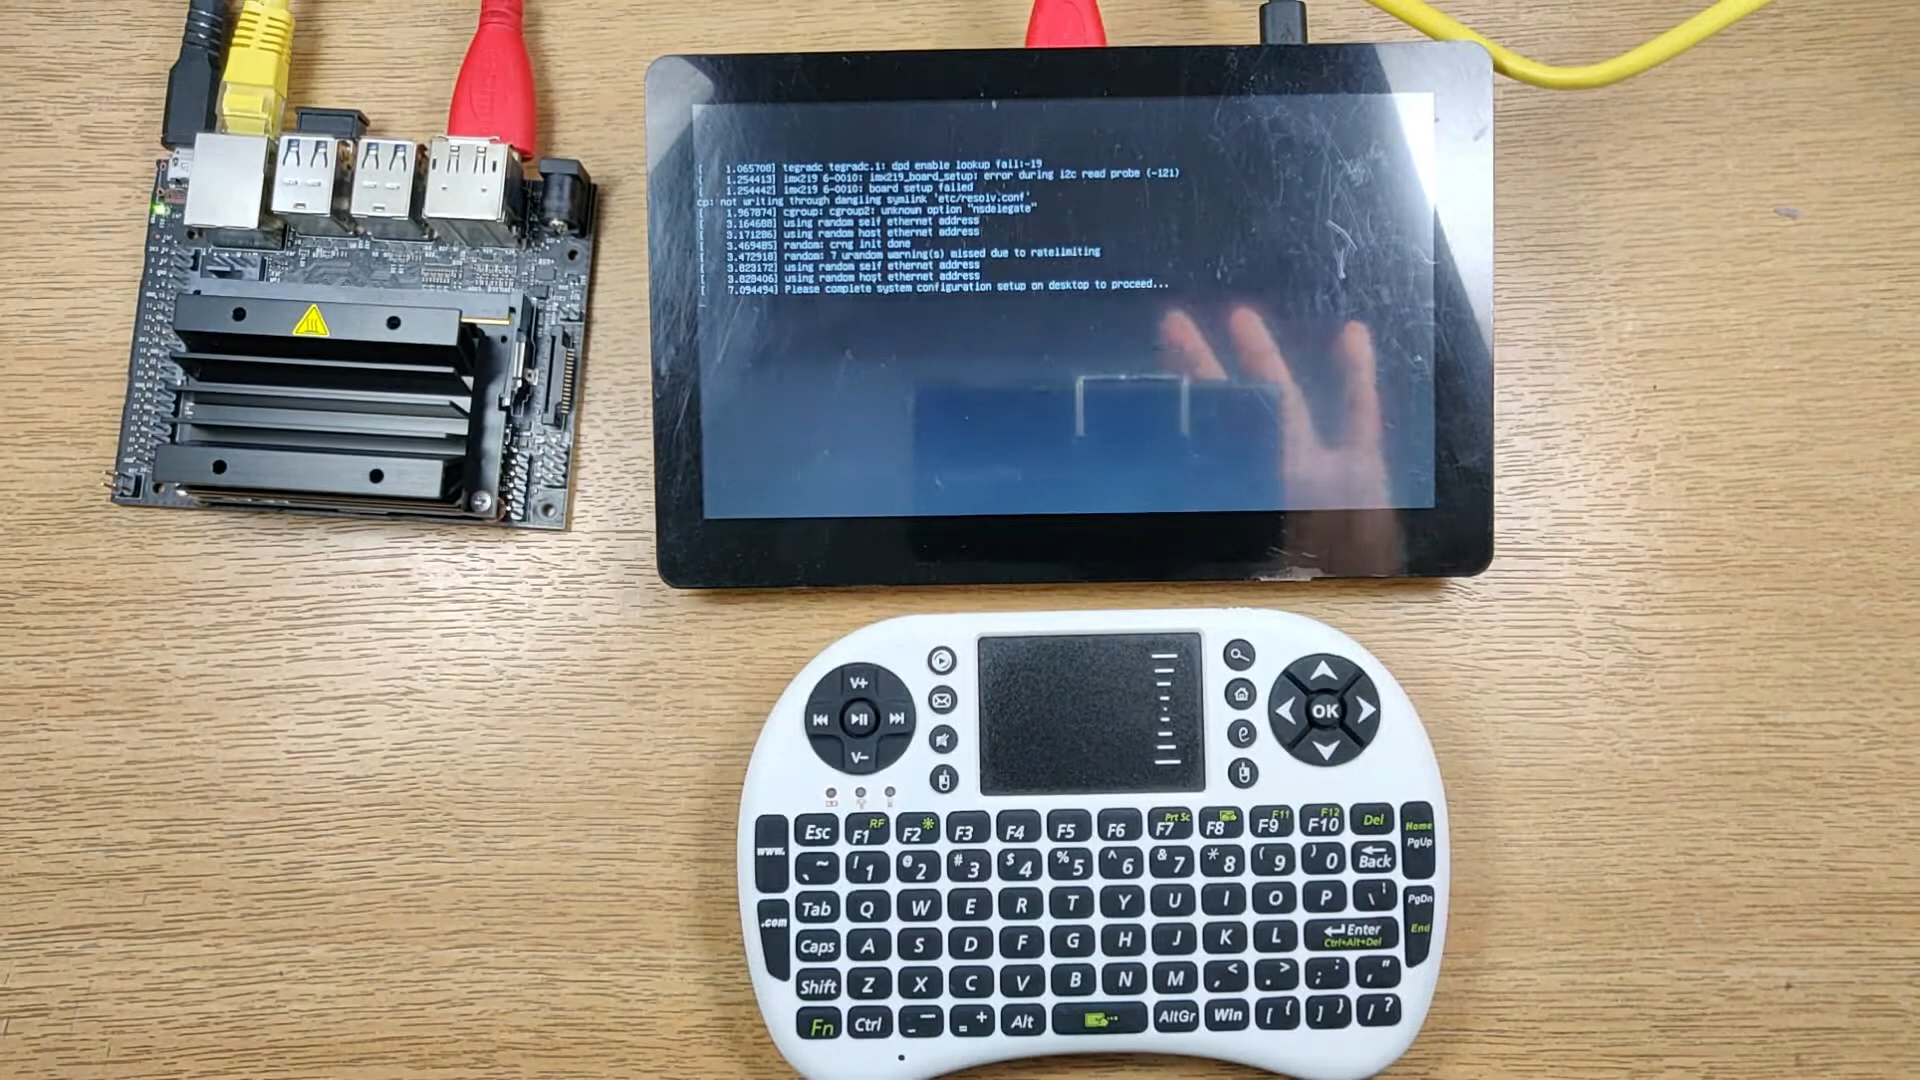 [    1.065700] tegradc tegradc.1: dpd enable lookup fail:-19
[    1.254413] imx219 6-0010: imx219_board_setup: error during i2c read probe (-121)
[    1.254442] imx219 6-0010: board setup failed
cp: not writing through dangling symlink 'etc/resolv.conf'
[    1.967874] cgroup: cgroup2: unknown option "nsdelegate"
[    3.164688] using random self ethernet address
[    3.171286] using random host ethernet address
[    3.469485] random: crng init done
[    3.472918] random: 7 urandom warning(s) missed due to ratelimiting
[    3.823172] using random self ethernet address
[    3.828406] using random host ethernet address
[    7.094494] Please complete system configuration setup on desktop to proceed...
V+
V-
OK
Esc F1 RF F2 F3 F4 F5 F6 F7 Prt Sc F8 F9 F11 F10 F12 Del Home PgUp
www. ` ~ ! 1 @ 2 # 3 $ 4 % 5 ^ 6 & 7 * 8 ( 9 ) 0 Back
.com Tab Q W E R T Y U I O P \ PgDn End
Caps A S D F G H J K L Enter Ctrl+Alt+Del
Shift Z X C V B N M , < . > ; : , "
Fn Ctrl _ = + Alt AltGr Win [ { ] } / ?